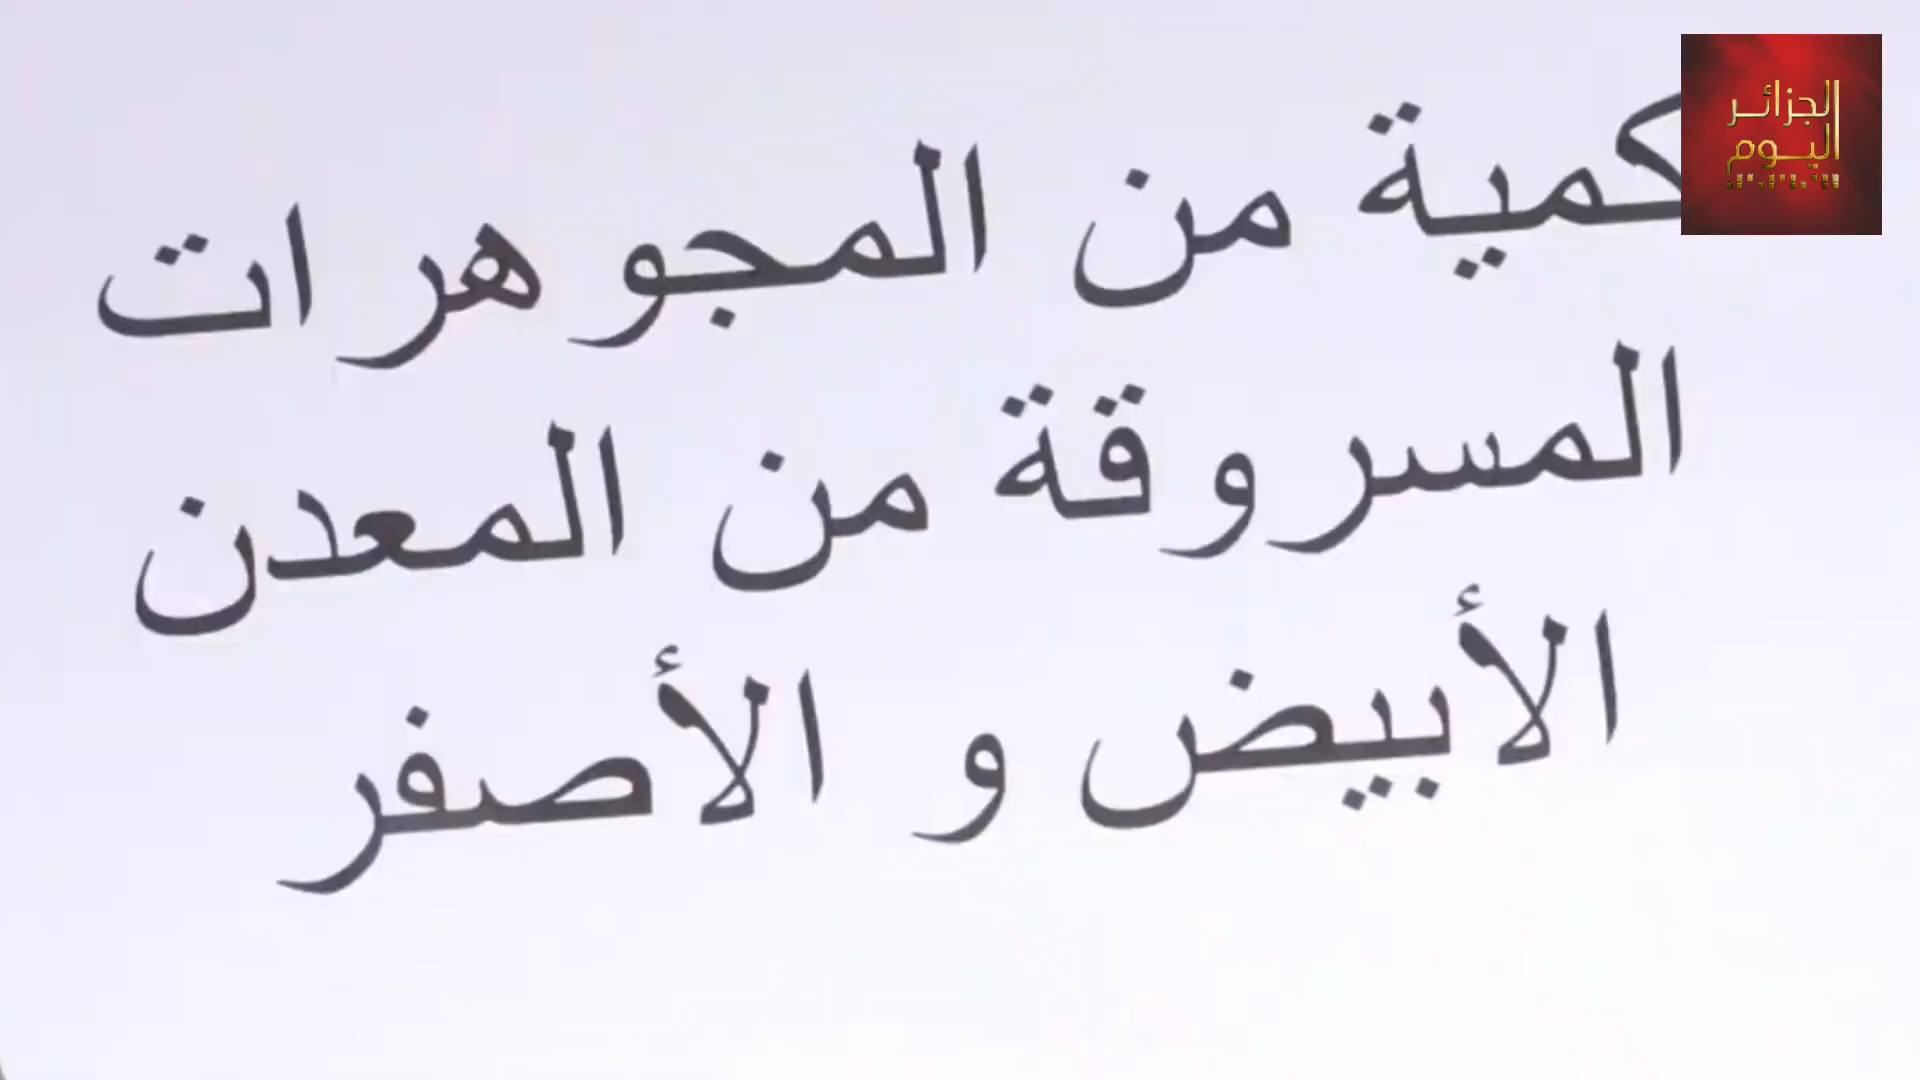 كمية من المجوهرات
المسروقة من المعدن
الأبيض و الأصفر
الجزائر
اليوم